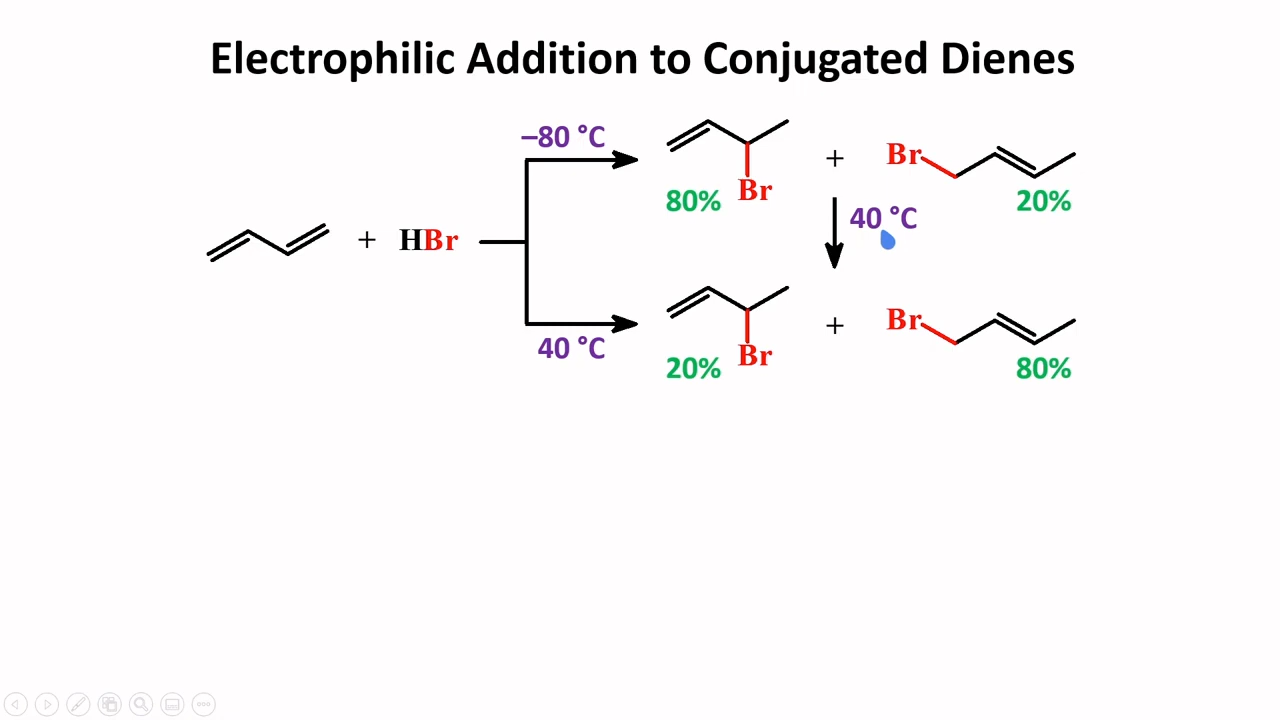 Electrophilic Addition to Conjugated Dienes
–80 °C
Br
80%
+
Br
20%
+ HBr
40 °C
40 °C
Br
20%
+
Br
80%